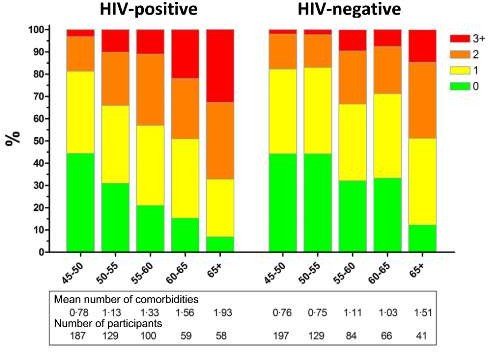 HIV-positive HIV-negative
100
90
80
70
60
50
40
30
20
10
0
%
3+
2
1
0
45-50 50-55 55-60 60-65 65+ 45-50 50-55 55-60 60-65 65+
Mean number of comorbidities
0·78 1·13 1·33 1·56 1·93 0·76 0·75 1·11 1·03 1·51
Number of participants
187 129 100 59 58 197 129 84 66 41